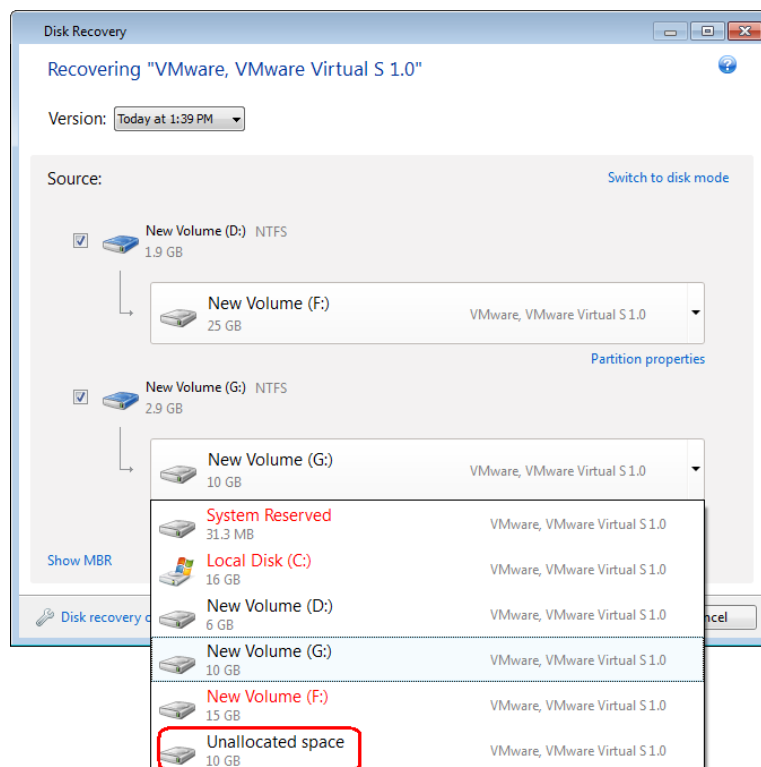 Disk Recovery
Recovering "VMware, VMware Virtual S 1.0"
Version: Today at 1:39 PM
Source:
Switch to disk mode
New Volume (D:) NTFS
1.9 GB
New Volume (F:)
25 GB
VMware, VMware Virtual S 1.0
Partition properties
New Volume (G:) NTFS
2.9 GB
New Volume (G:)
10 GB
VMware, VMware Virtual S 1.0
System Reserved
31.3 MB
VMware, VMware Virtual S 1.0
Show MBR
Local Disk (C:)
16 GB
VMware, VMware Virtual S 1.0
Disk recovery
New Volume (D:)
6 GB
VMware, VMware Virtual S 1.0
ncel
New Volume (G:)
10 GB
VMware, VMware Virtual S 1.0
New Volume (F:)
15 GB
VMware, VMware Virtual S 1.0
Unallocated space
10 GB
VMware, VMware Virtual S 1.0